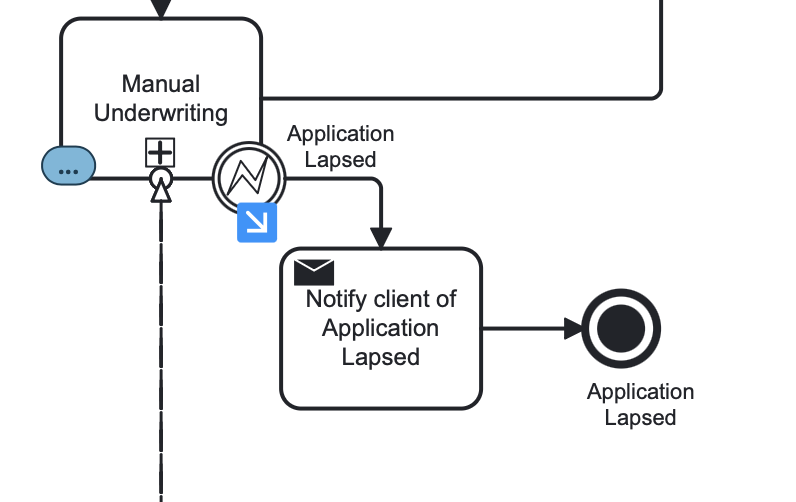 Manual
Underwriting
...
Application
Lapsed
Notify client of
Application
Lapsed
Application
Lapsed